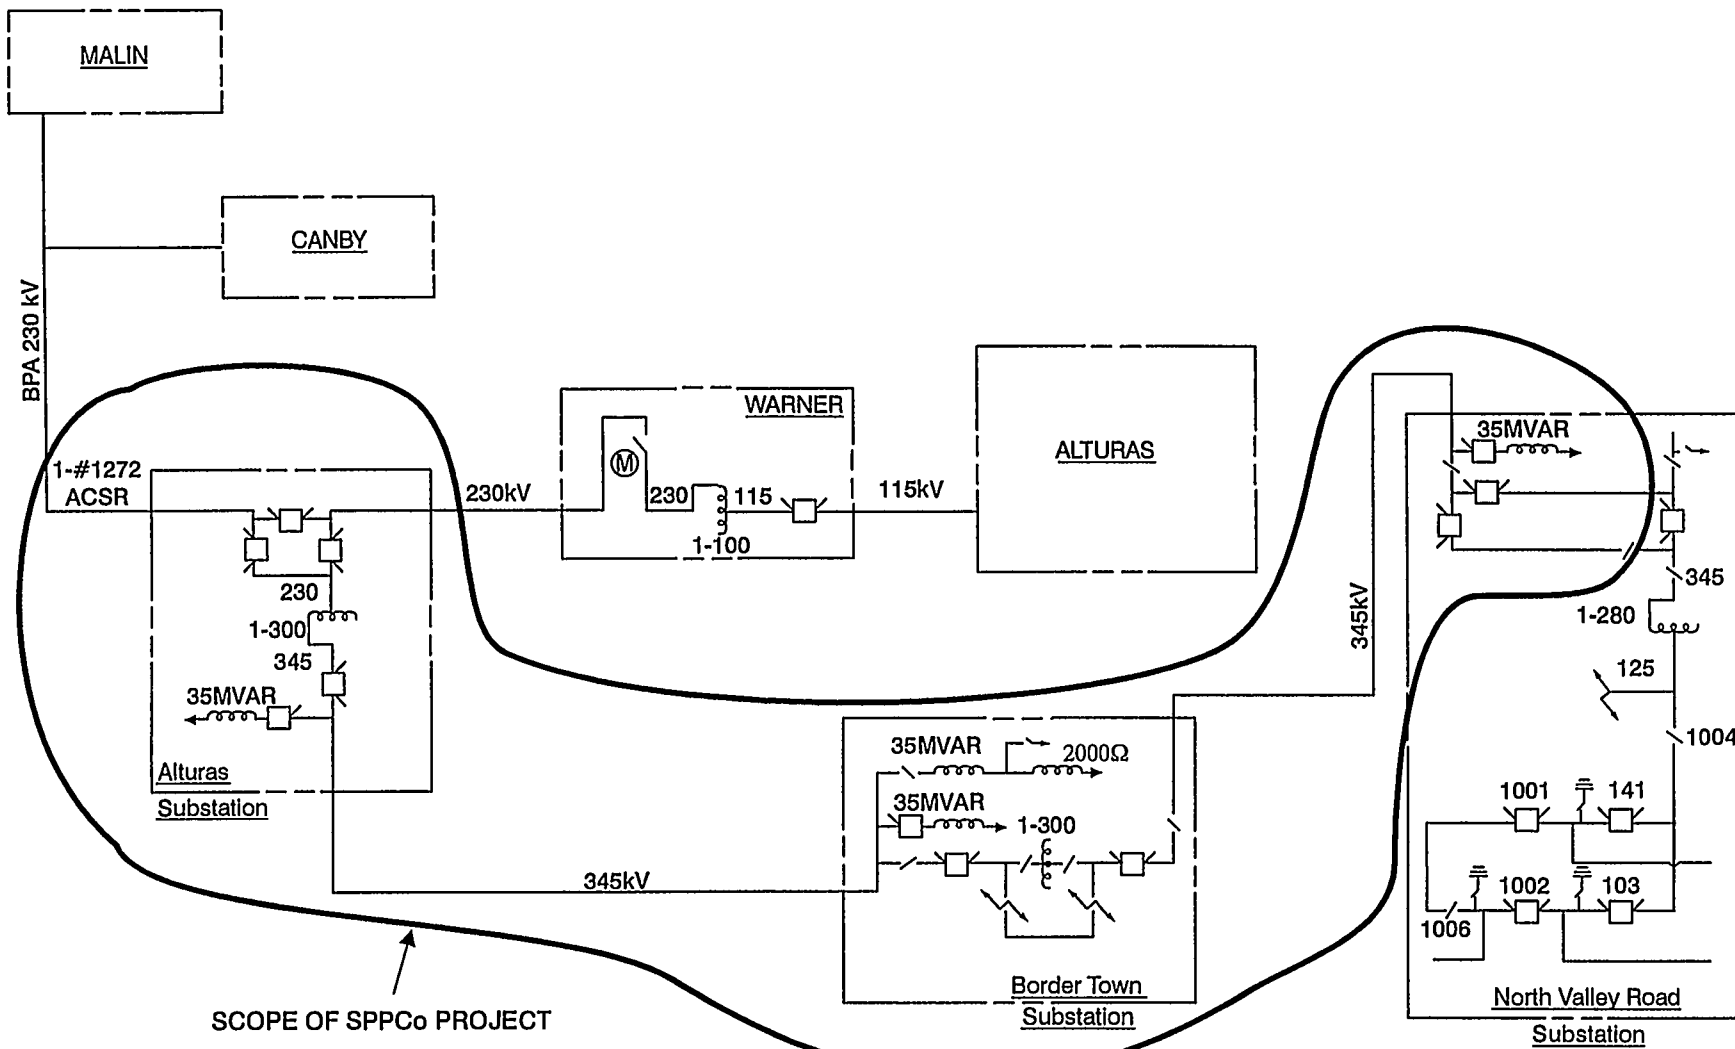 MALIN
CANBY
BPA 230 kV
1-#1272
ACSR
230
1-300
345
35MVAR
Alturas
Substation
230kV
WARNER
M
230
115
1-100
115kV
ALTURAS
345kV
35MVAR
2000Ω
35MVAR
1-300
Border Town
Substation
345kV
35MVAR
345
1-280
125
1004
1001
141
1002
103
1006
North Valley Road
Substation
SCOPE OF SPPCo PROJECT